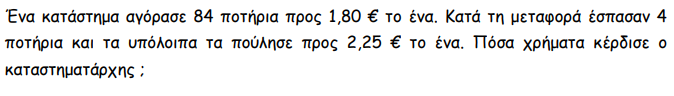 Ένα κατάστημα αγόρασε 84 ποτήρια προς 1,80 € το ένα. Κατά τη μεταφορά έσπασαν 4
ποτήρια και τα υπόλοιπα τα πούλησε προς 2,25 € το ένα. Πόσα χρήματα κέρδισε ο
καταστηματάρχης ;